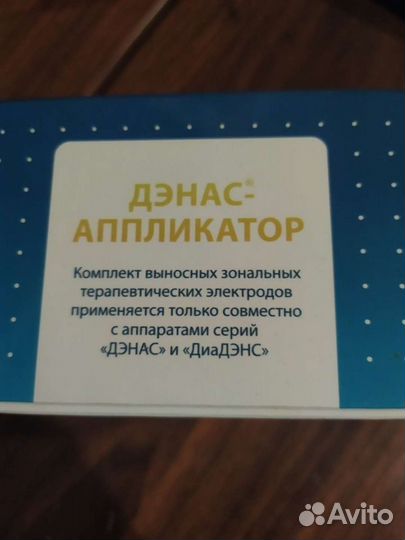 ДЭНАС®-
АППЛИКАТОР
Комплект выносных зональных
терапевтических электродов
применяется только совместно
с аппаратами серий
«ДЭНАС» и «ДиаДЭНС»
Avito